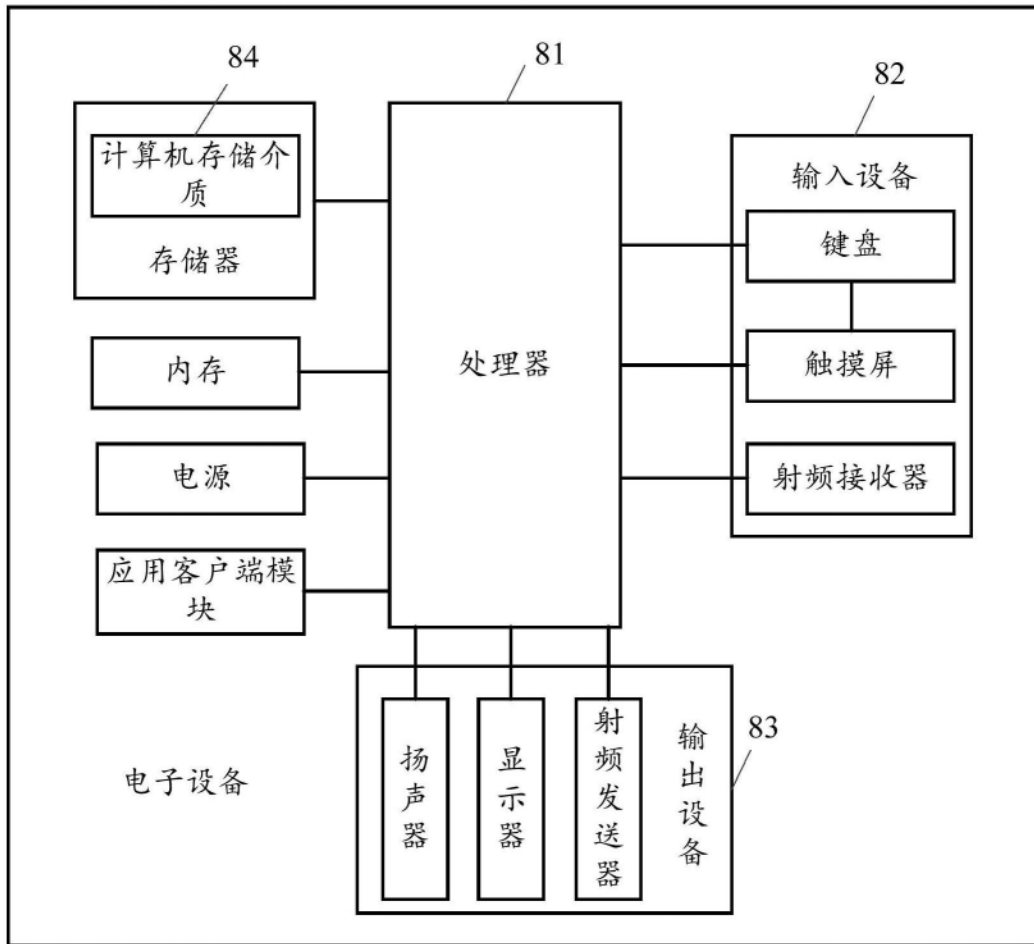 84
81
82
计算机存储介
质
存储器
输入设备
键盘
触摸屏
射频接收器
处理器
内存
电源
应用客户端模
块
扬声器
显示器
射频发送器
输出设备
83
电子设备